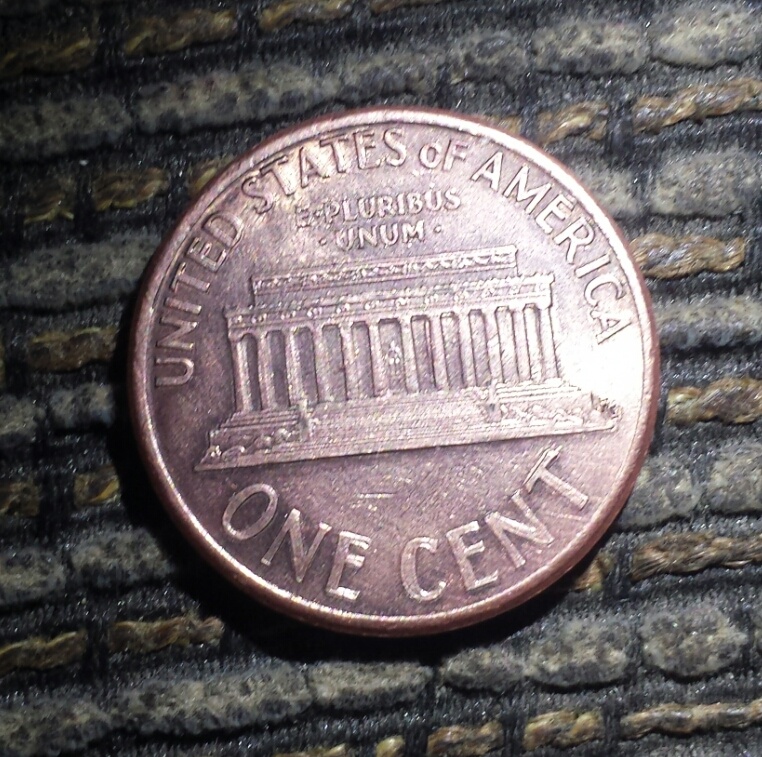 UNITED STATES OF AMERICA
E·PLURIBUS
·UNUM·
ONE CENT